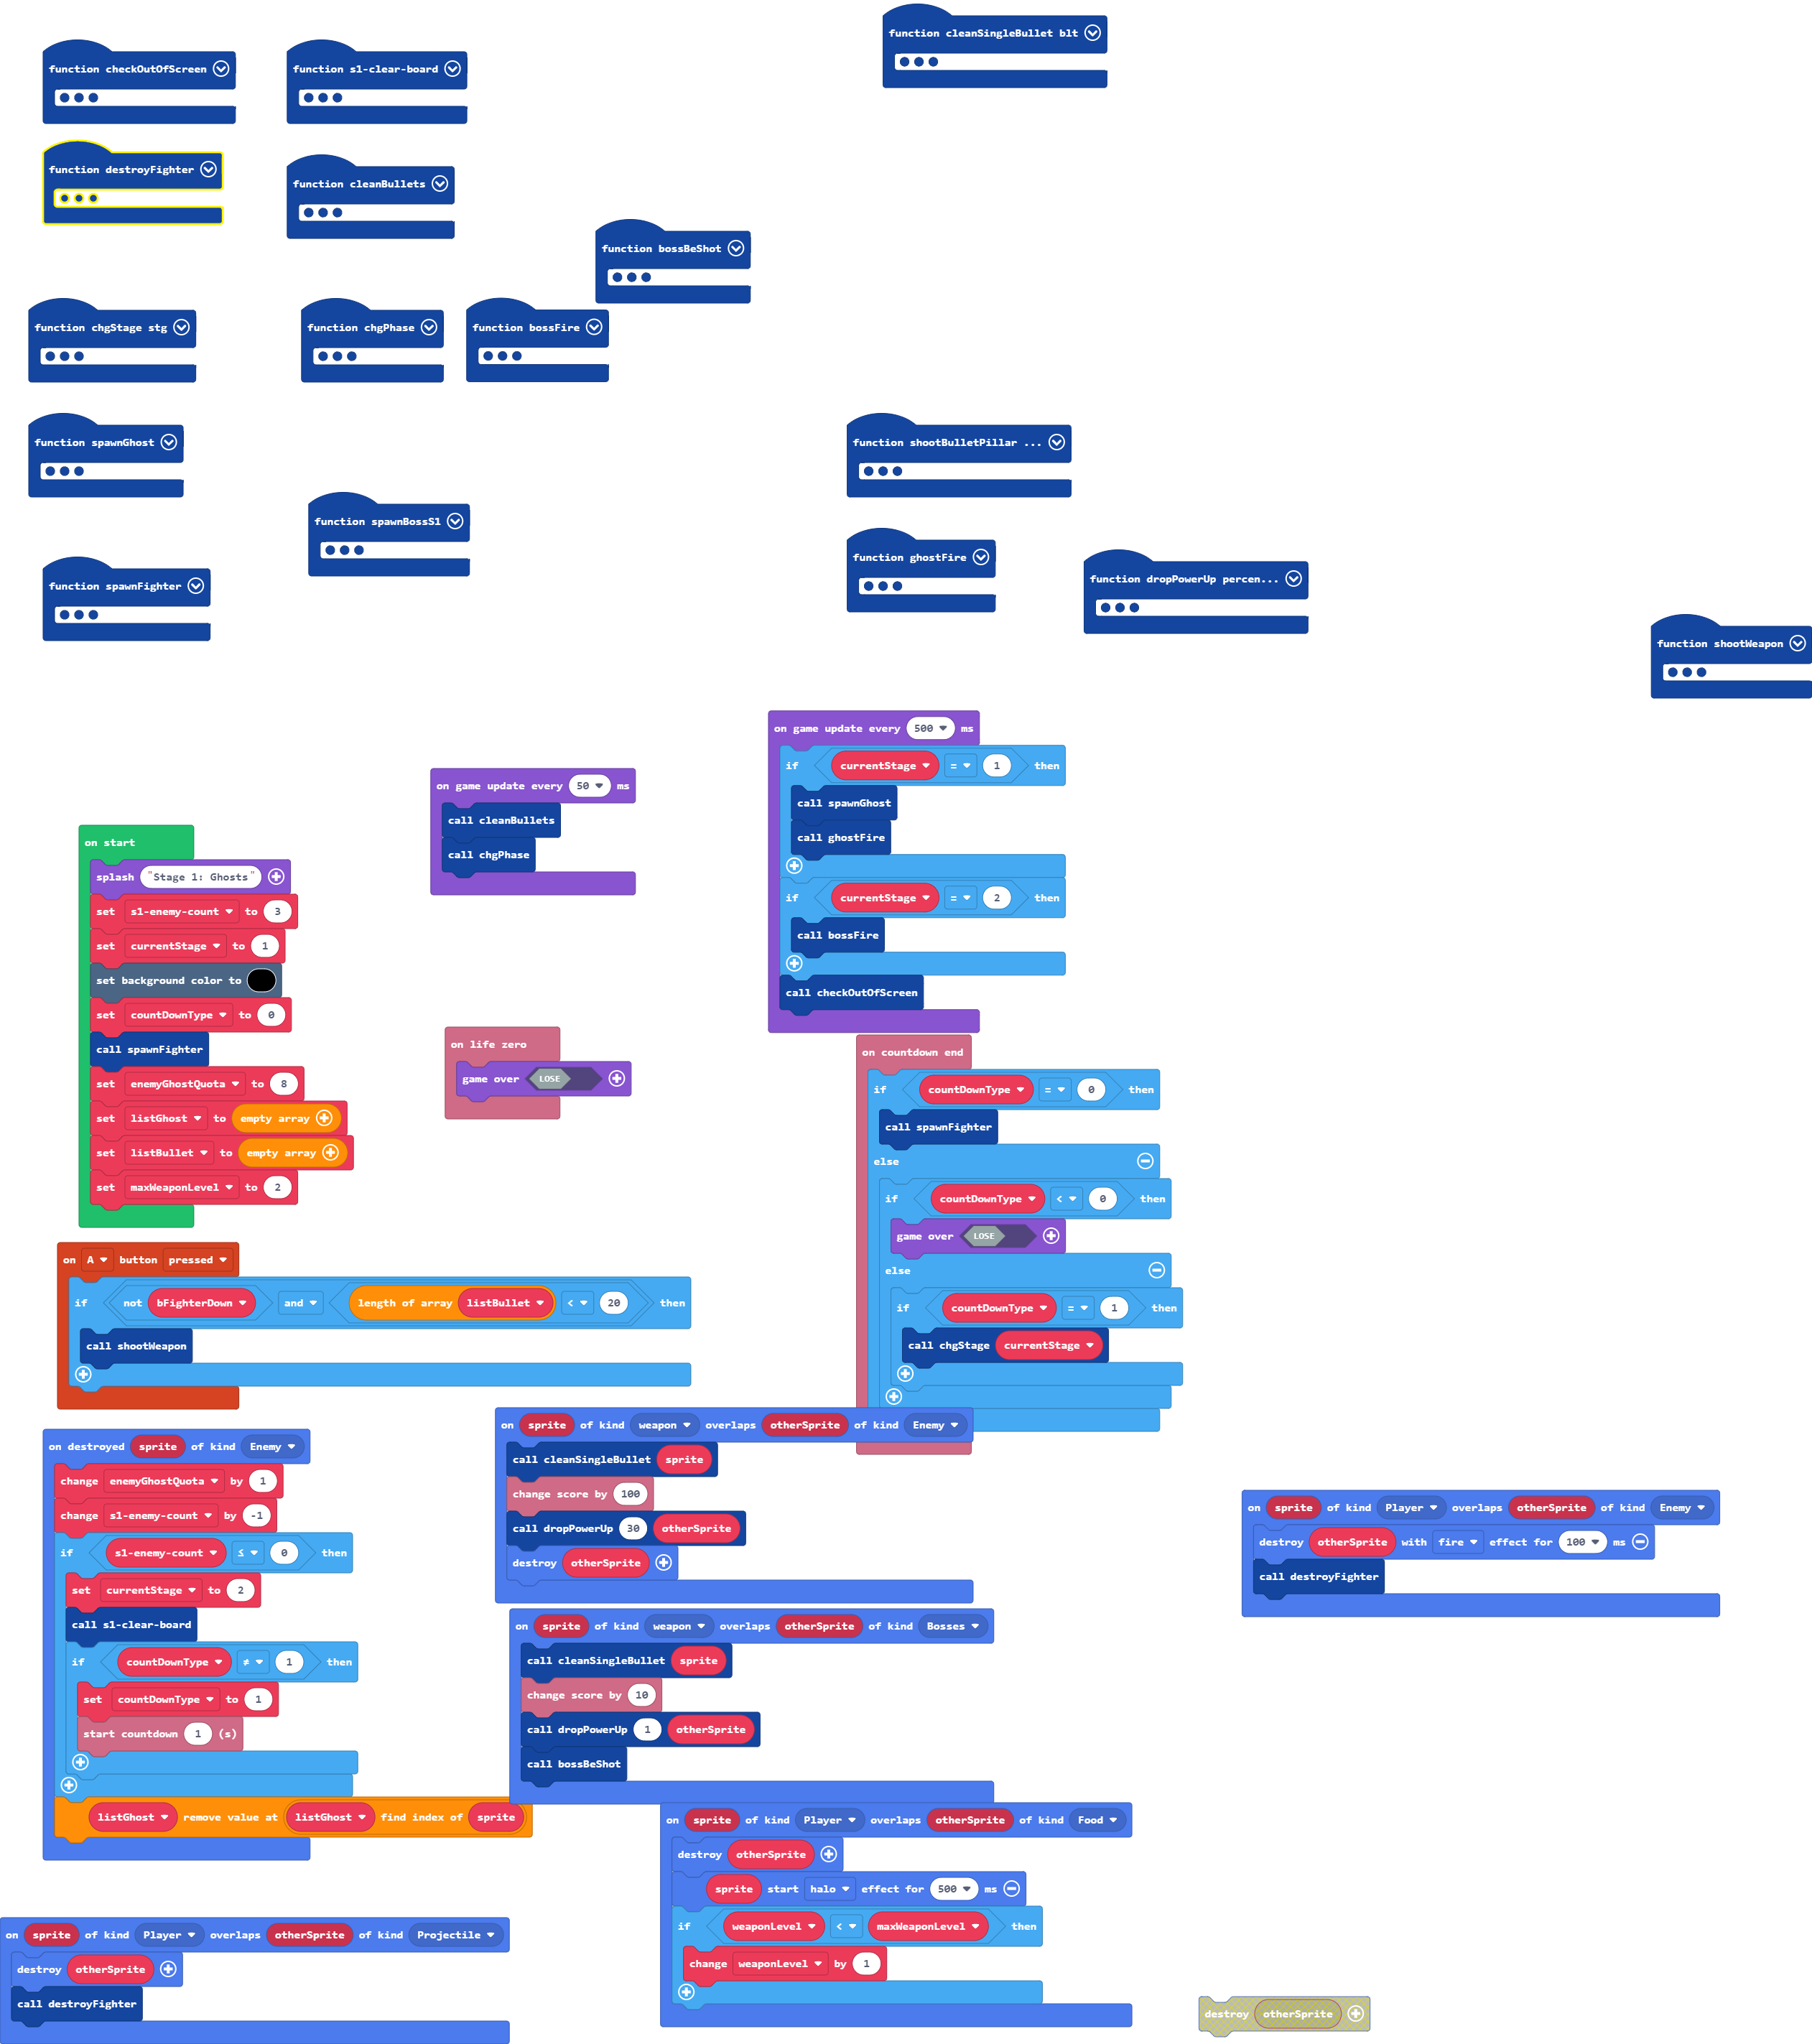 function cleanSingleBullet blt
function checkOutOfScreen
function s1-clear-board
function destroyFighter
function cleanBullets
function bossBeShot
function chgStage stg
function chgPhase
function bossFire
function spawnGhost
function shootBulletPillar ...
function spawnBossS1
function ghostFire
function spawnFighter
function dropPowerUp percen...
function shootWeapon
on game update every 500 ms
if currentStage = 1 then
call spawnGhost
call ghostFire
if currentStage = 2 then
call bossFire
call checkOutOfScreen
on game update every 50 ms
call cleanBullets
call chgPhase
on start
splash "Stage 1: Ghosts"
set s1-enemy-count to 3
set currentStage to 1
set background color to
set countDownType to 0
call spawnFighter
set enemyGhostQuota to 8
set listGhost to empty array
set listBullet to empty array
set maxWeaponLevel to 2
on life zero
game over LOSE
on countdown end
if countDownType = 0 then
call spawnFighter
else
if countDownType < 0 then
game over LOSE
else
if countDownType = 1 then
call chgStage currentStage
on A button pressed
if not bFighterDown and length of array listBullet < 20 then
call shootWeapon
on sprite of kind weapon overlaps otherSprite of kind Enemy
call cleanSingleBullet sprite
change score by 100
call dropPowerUp 30 otherSprite
destroy otherSprite
on destroyed sprite of kind Enemy
change enemyGhostQuota by 1
change s1-enemy-count by -1
if s1-enemy-count ≤ 0 then
set currentStage to 2
call s1-clear-board
if countDownType ≠ 1 then
set countDownType to 1
start countdown 1 (s)
listGhost remove value at listGhost find index of sprite
on sprite of kind Player overlaps otherSprite of kind Enemy
destroy otherSprite with fire effect for 100 ms
call destroyFighter
on sprite of kind weapon overlaps otherSprite of kind Bosses
call cleanSingleBullet sprite
change score by 10
call dropPowerUp 1 otherSprite
call bossBeShot
on sprite of kind Player overlaps otherSprite of kind Food
destroy otherSprite
sprite start halo effect for 500 ms
if weaponLevel < maxWeaponLevel then
change weaponLevel by 1
on sprite of kind Player overlaps otherSprite of kind Projectile
destroy otherSprite
call destroyFighter
destroy otherSprite